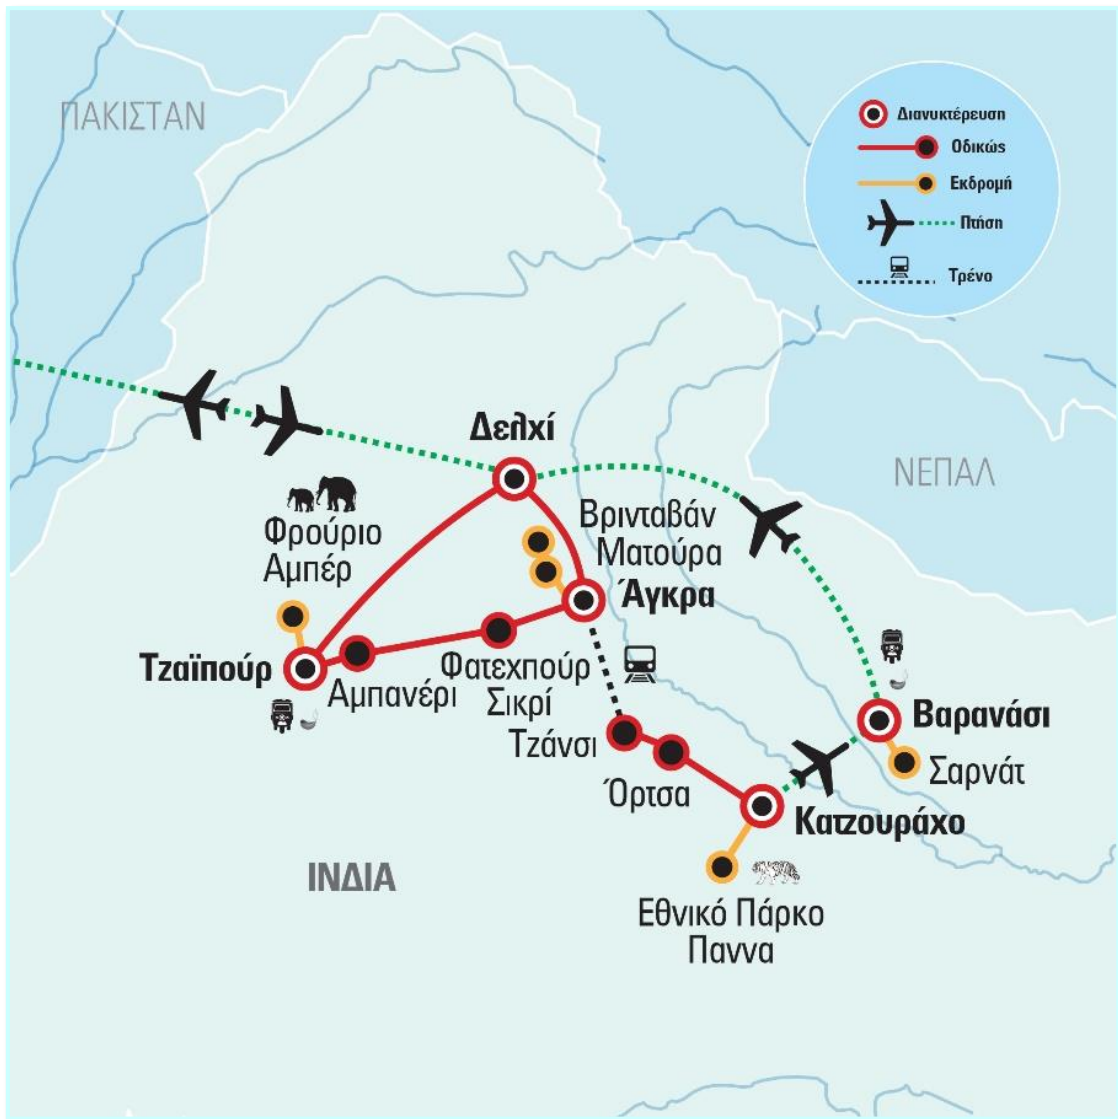 ΠΑΚΙΣΤΑΝ
Διανυκτέρευση
Οδικώς
Εκδρομή
Πτήση
Τρένο
Δελχί
ΝΕΠΑΛ
Φρούριο
Αμπέρ
Βρινταβάν
Ματούρα
Άγκρα
Τζαϊπούρ
Αμπανέρι
Φατεχπούρ
Σικρί
Τζάνσι
Όρτσα
Βαρανάσι
Σαρνάτ
Κατζουράχο
ΙΝΔΙΑ
Εθνικό Πάρκο
Παννα